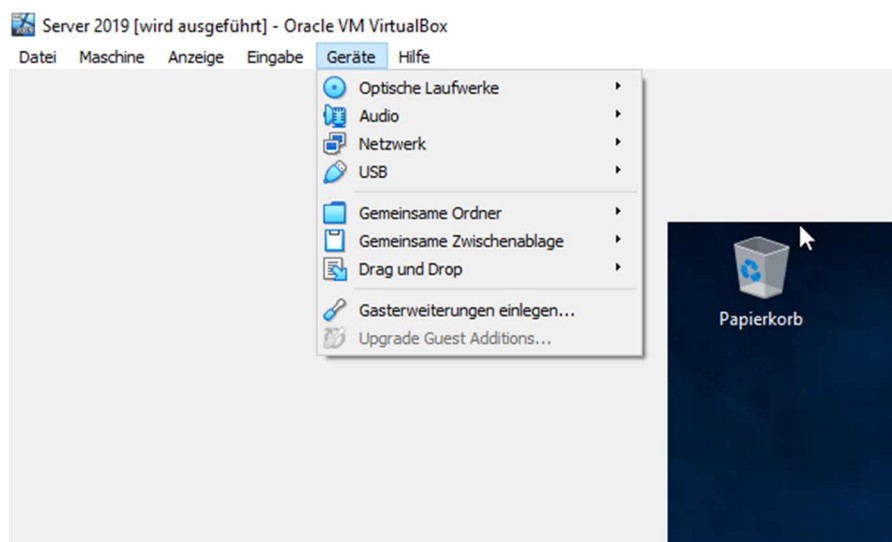 Server 2019 [wird ausgeführt] - Oracle VM VirtualBox
Datei Maschine Anzeige Eingabe Geräte Hilfe
Optische Laufwerke
Audio
Netzwerk
USB
Gemeinsame Ordner
Gemeinsame Zwischenablage
Drag und Drop
Gasterweiterungen einlegen...
Upgrade Guest Additions...
Papierkorb